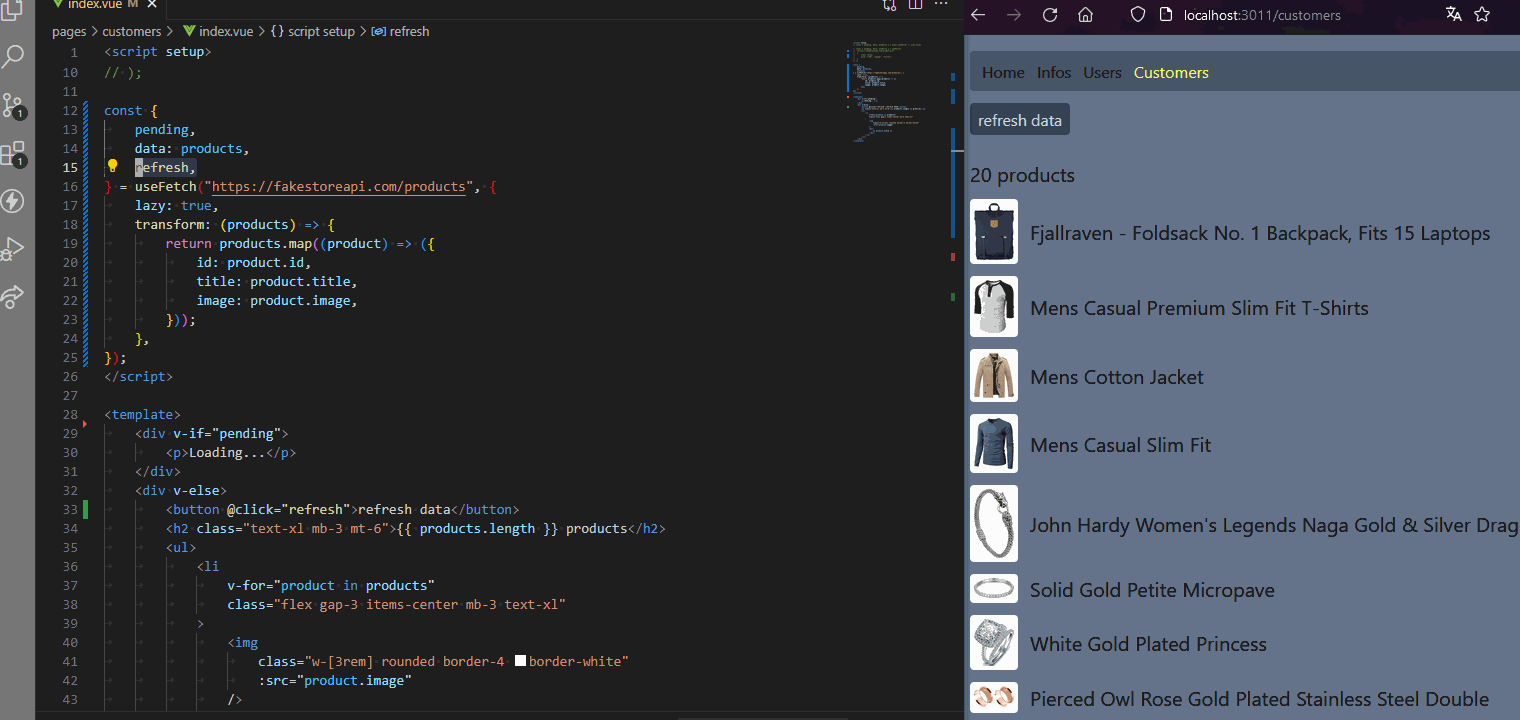 index.vue M
pages > customers > index.vue > {} script setup > refresh
1 <script setup>
10 // );
11
12 const {
13 pending,
14 data: products,
15 refresh,
16 } = useFetch("https://fakestoreapi.com/products", {
17 lazy: true,
18 transform: (products) => {
19 return products.map((product) => ({
20 id: product.id,
21 title: product.title,
22 image: product.image,
23 }));
24 },
25 });
26 </script>
27
28 <template>
29 <div v-if="pending">
30 <p>Loading...</p>
31 </div>
32 <div v-else>
33 <button @click="refresh">refresh data</button>
34 <h2 class="text-xl mb-3 mt-6">{{ products.length }} products</h2>
35 <ul>
36 <li
37 v-for="product in products"
38 class="flex gap-3 items-center mb-3 text-xl"
39 >
40 <img
41 class="w-[3rem] rounded border-4 border-white"
42 :src="product.image"
43 />
1
1
localhost:3011/customers
Home Infos Users Customers
refresh data
20 products
Fjallraven - Foldsack No. 1 Backpack, Fits 15 Laptops
Mens Casual Premium Slim Fit T-Shirts
Mens Cotton Jacket
Mens Casual Slim Fit
John Hardy Women's Legends Naga Gold & Silver Drag
Solid Gold Petite Micropave
White Gold Plated Princess
Pierced Owl Rose Gold Plated Stainless Steel Double